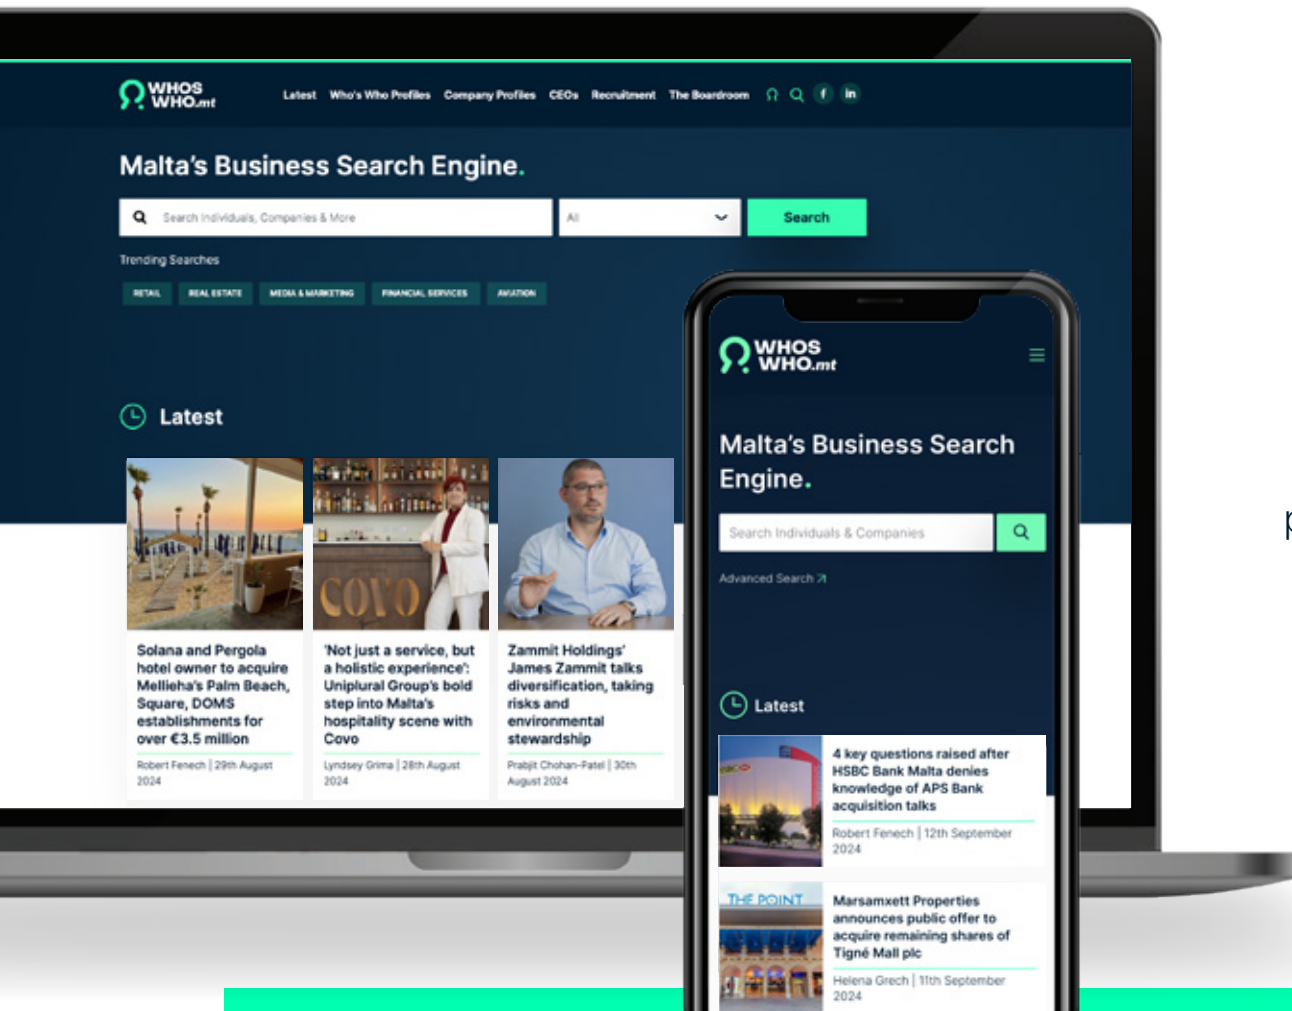 WHOS
WHO.mt
Latest Who's Who Profiles Company Profiles CEOs Recruitment The Boardroom
Malta's Business Search Engine.
Search Individuals, Companies & More
All
Search
Trending Searches
RETAIL REAL ESTATE MEDIA & MARKETING FINANCIAL SERVICES AVIATION
Latest
COVO
Solana and Pergola
hotel owner to acquire
Mellieħa's Palm Beach,
Square, DOMS
establishments for
over €3.5 million
Robert Fenech | 29th August
2024
'Not just a service, but
a holistic experience':
Uniplural Group's bold
step into Malta's
hospitality scene with
Covo
Lyndsey Grima | 28th August
2024
Zammit Holdings'
James Zammit talks
diversification, taking
risks and
environmental
stewardship
Prabjit Chohan-Patel | 30th
August 2024
WHOS
WHO.mt
Malta's Business Search
Engine.
Search Individuals & Companies
Advanced Search
Latest
4 key questions raised after
HSBC Bank Malta denies
knowledge of APS Bank
acquisition talks
Robert Fenech | 12th September
2024
THE POINT
Marsamxett Properties
announces public offer to
acquire remaining shares of
Tigné Mall plc
Helena Grech | 11th September
2024